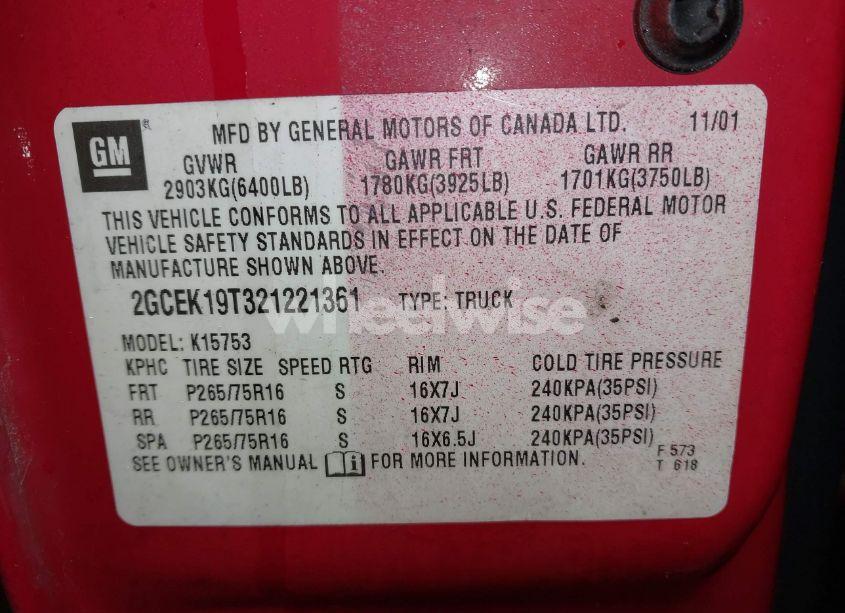 GM
MFD BY GENERAL MOTORS OF CANADA LTD. 11/01
GVWR GAWR FRT GAWR RR
2903KG(6400LB) 1780KG(3925LB) 1701KG(3750LB)
THIS VEHICLE CONFORMS TO ALL APPLICABLE U.S. FEDERAL MOTOR
VEHICLE SAFETY STANDARDS IN EFFECT ON THE DATE OF
MANUFACTURE SHOWN ABOVE.
2GCEK19T321221361 TYPE: TRUCK
wheelwise
MODEL: K15753
KPHC TIRE SIZE SPEED RTG RIM COLD TIRE PRESSURE
FRT P265/75R16 S 16X7J 240KPA(35PSI)
RR P265/75R16 S 16X7J 240KPA(35PSI)
SPA P265/75R16 S 16X6.5J 240KPA(35PSI)
SEE OWNER'S MANUAL i FOR MORE INFORMATION.
F 573
T 618